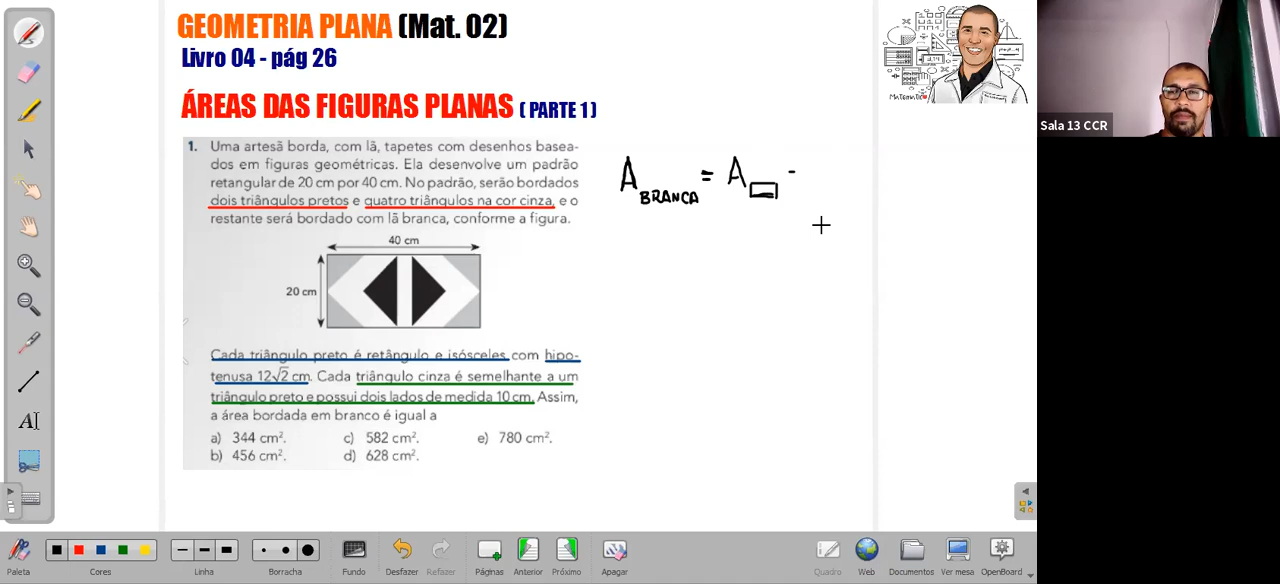 GEOMETRIA PLANA (Mat. 02)
Livro 04 - pág 26
ÁREAS DAS FIGURAS PLANAS ( PARTE 1 )
1. Uma artesã borda, com lã, tapetes com desenhos basea-
dos em figuras geométricas. Ela desenvolve um padrão
retangular de 20 cm por 40 cm. No padrão, serão bordados
dois triângulos pretos e quatro triângulos na cor cinza, e o
restante será bordado com lã branca, conforme a figura.
40 cm
20 cm
Cada triângulo preto é retângulo e isósceles com hipo-
tenusa 12√2 cm. Cada triângulo cinza é semelhante a um
triângulo preto e possui dois lados de medida 10 cm. Assim,
a área bordada em branco é igual a
a) 344 cm². c) 582 cm². e) 780 cm².
b) 456 cm². d) 628 cm².
A BRANCA = A ▭ -
MATEMÁTICA
Sala 13 CCR
A
Paleta
Cores
Linha
Borracha
Fundo
Desfazer
Refazer
Páginas
Anterior
Próximo
Apagar
Quadro
Web
Documentos
Ver mesa
OpenBoard